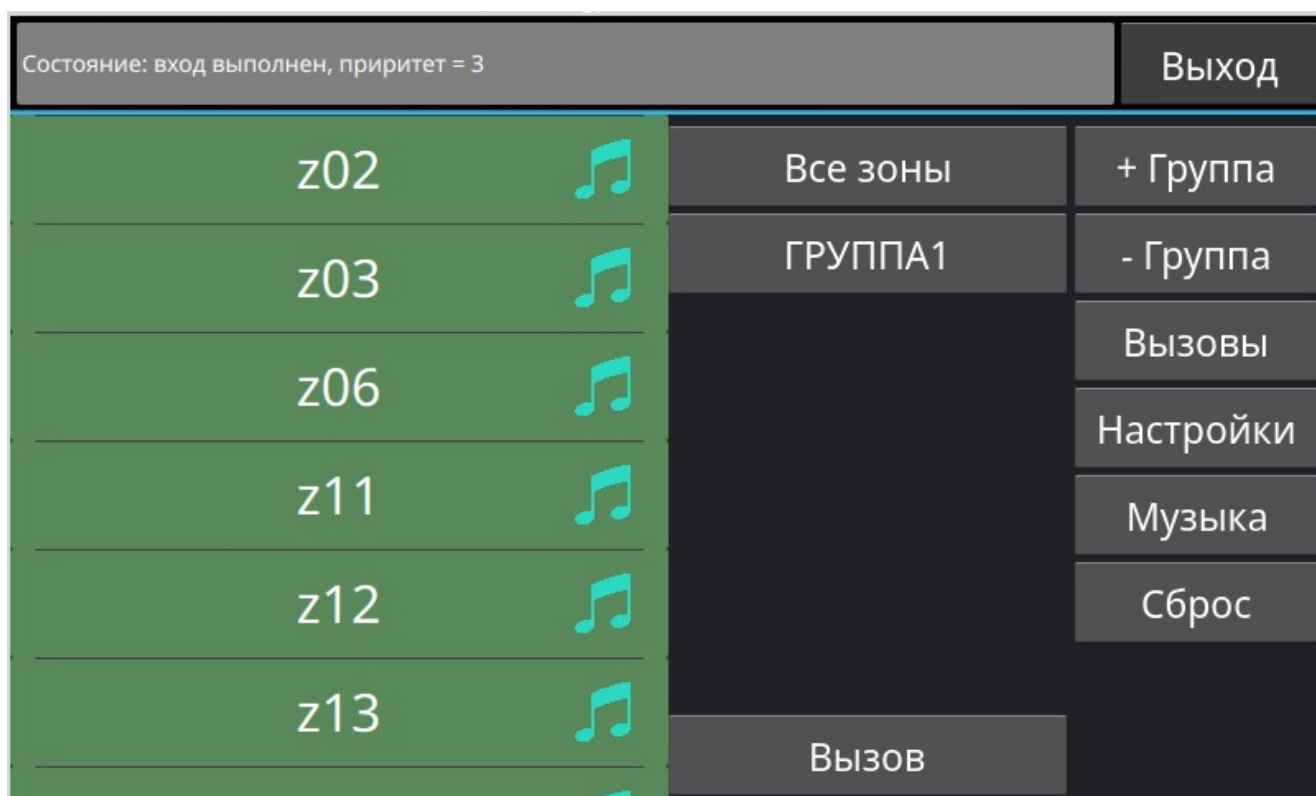 Состояние: вход выполнен, приритет = 3
Выход
z02
Все зоны
+ Группа
z03
ГРУППА1
- Группа
Вызовы
z06
Настройки
z11
Музыка
z12
Сброс
z13
Вызов